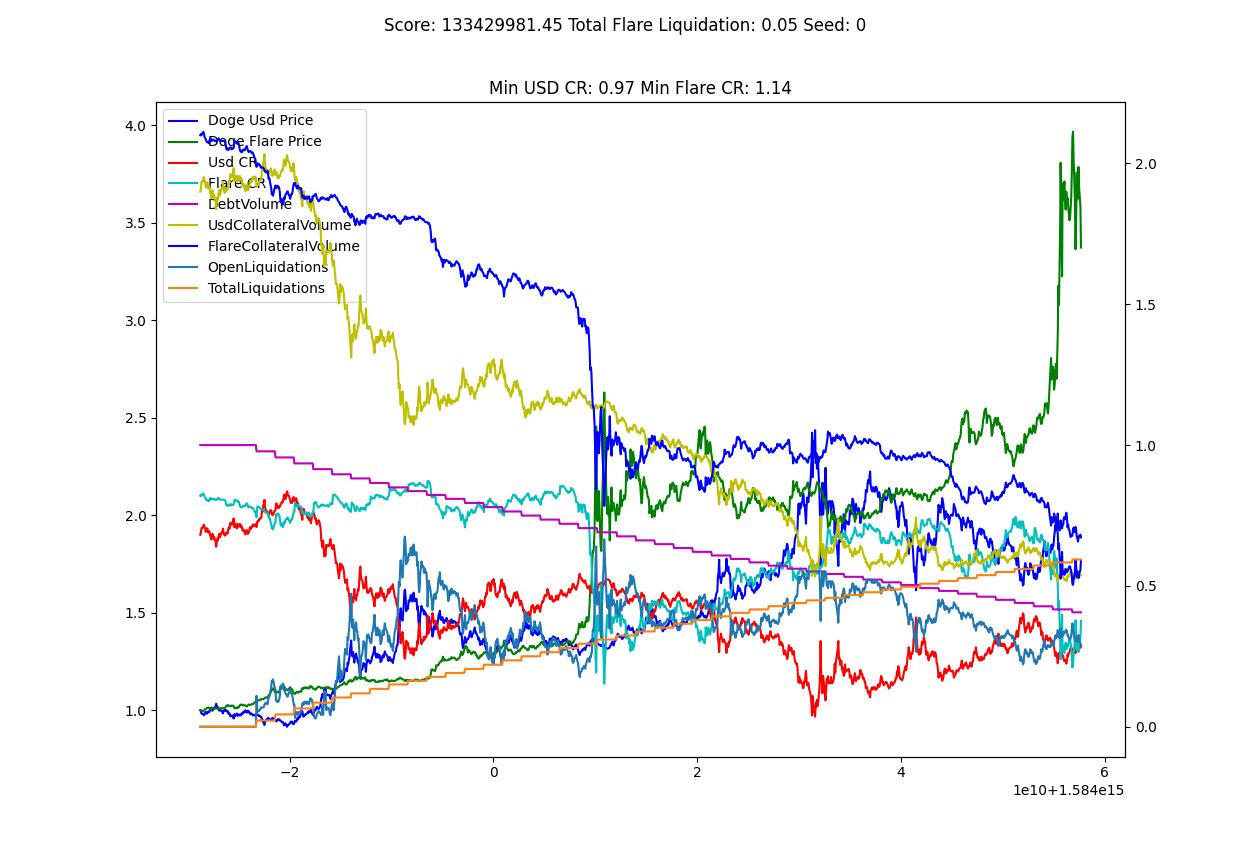 Score: 133429981.45 Total Flare Liquidation: 0.05 Seed: 0
Min USD CR: 0.97 Min Flare CR: 1.14
Doge Usd Price
Doge Flare Price
Usd CR
Flare CR
DebtVolume
UsdCollateralVolume
FlareCollateralVolume
OpenLiquidations
TotalLiquidations
4.0
3.5
3.0
2.5
2.0
1.5
1.0
2.0
1.5
1.0
0.5
0.0
−2
0
2
4
6
1e10+1.584e15